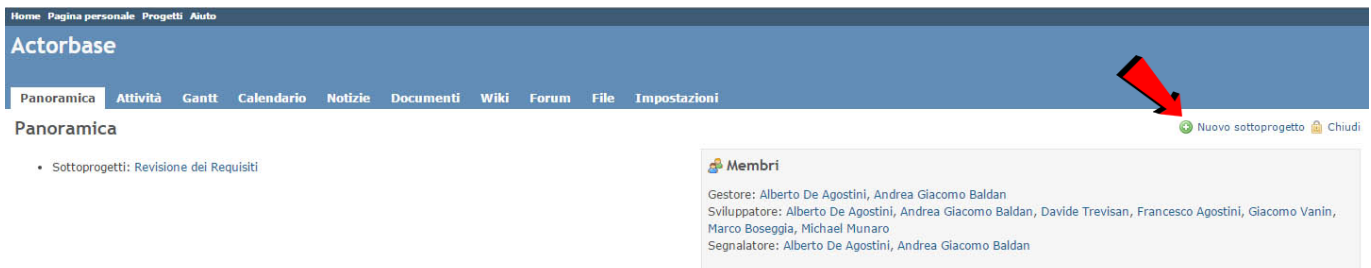 Home Pagina personale Progetti Aiuto
Actorbase
Panoramica Attività Gantt Calendario Notizie Documenti Wiki Forum File Impostazioni
Panoramica
Nuovo sottoprogetto Chiudi
• Sottoprogetti: Revisione dei Requisiti
Membri
Gestore: Alberto De Agostini, Andrea Giacomo Baldan
Sviluppatore: Alberto De Agostini, Andrea Giacomo Baldan, Davide Trevisan, Francesco Agostini, Giacomo Vanin,
Marco Boseggia, Michael Munaro
Segnalatore: Alberto De Agostini, Andrea Giacomo Baldan